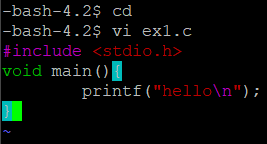 -bash-4.2$ cd
-bash-4.2$ vi ex1.c
#include <stdio.h>
void main(){
        printf("hello\n");
}
~